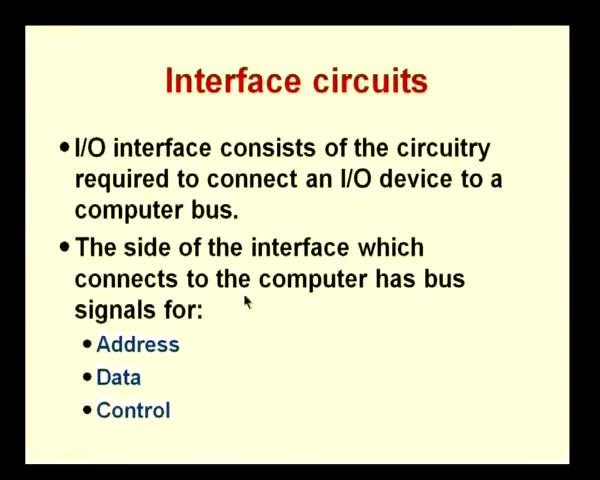 Interface circuits
• I/O interface consists of the circuitry
required to connect an I/O device to a
computer bus.
• The side of the interface which
connects to the computer has bus
signals for:
• Address
• Data
• Control